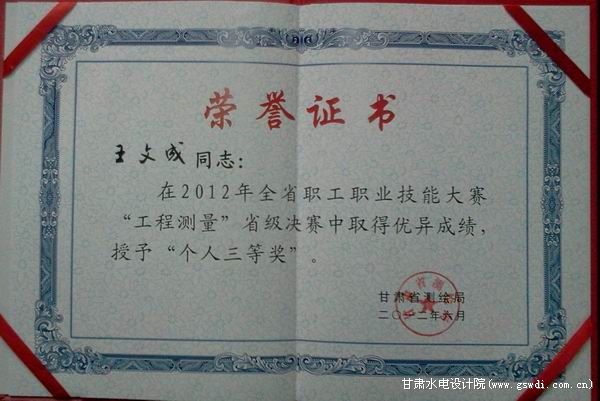 荣誉证书
王文成 同志：
在2012年全省职工职业技能大赛
“工程测量”省级决赛中取得优异成绩，
授予“个人三等奖”。
甘肃省测绘局
二〇一二年六月
甘肃水电设计院(www.gswdi.com.cn)